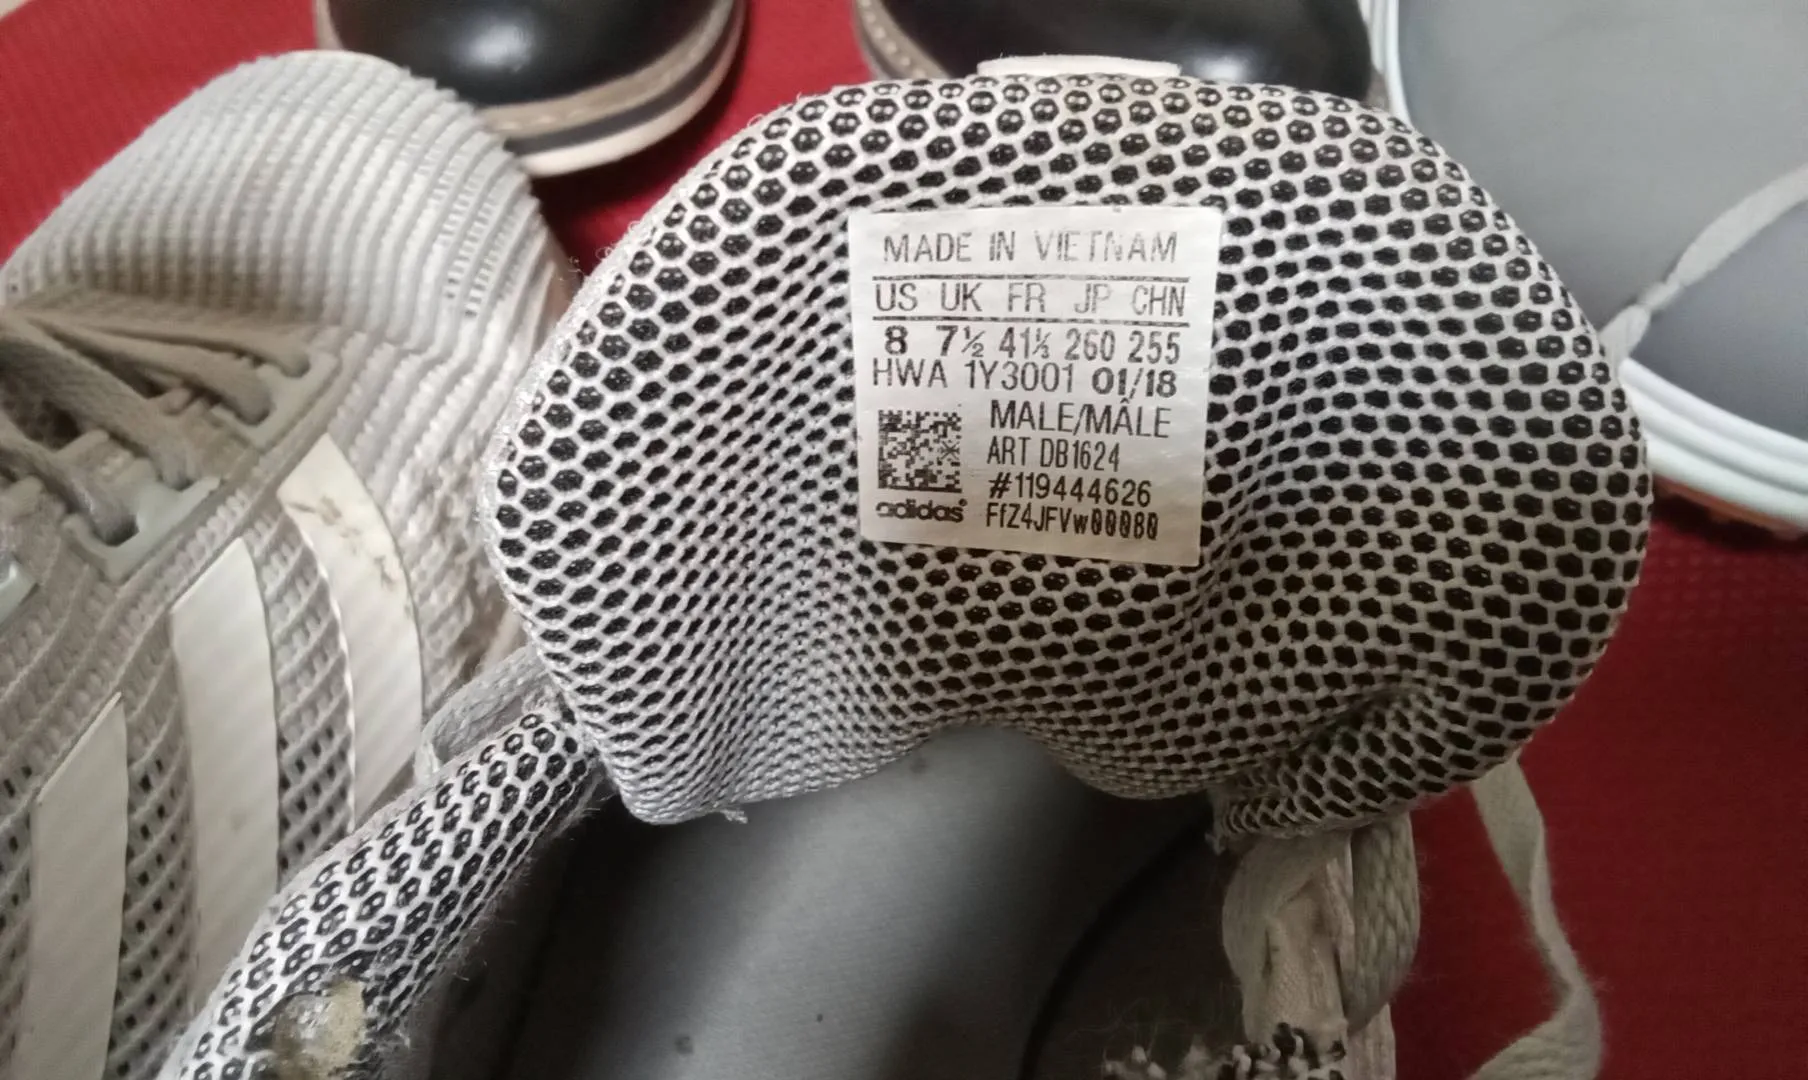 MADE IN VIETNAM
US UK FR JP CHN
8 7½ 41⅓ 260 255
HWA 1Y3001 01/18
MALE/MÂLE
ART DB1624
#119444626
adidas FfZ4JFVw00080